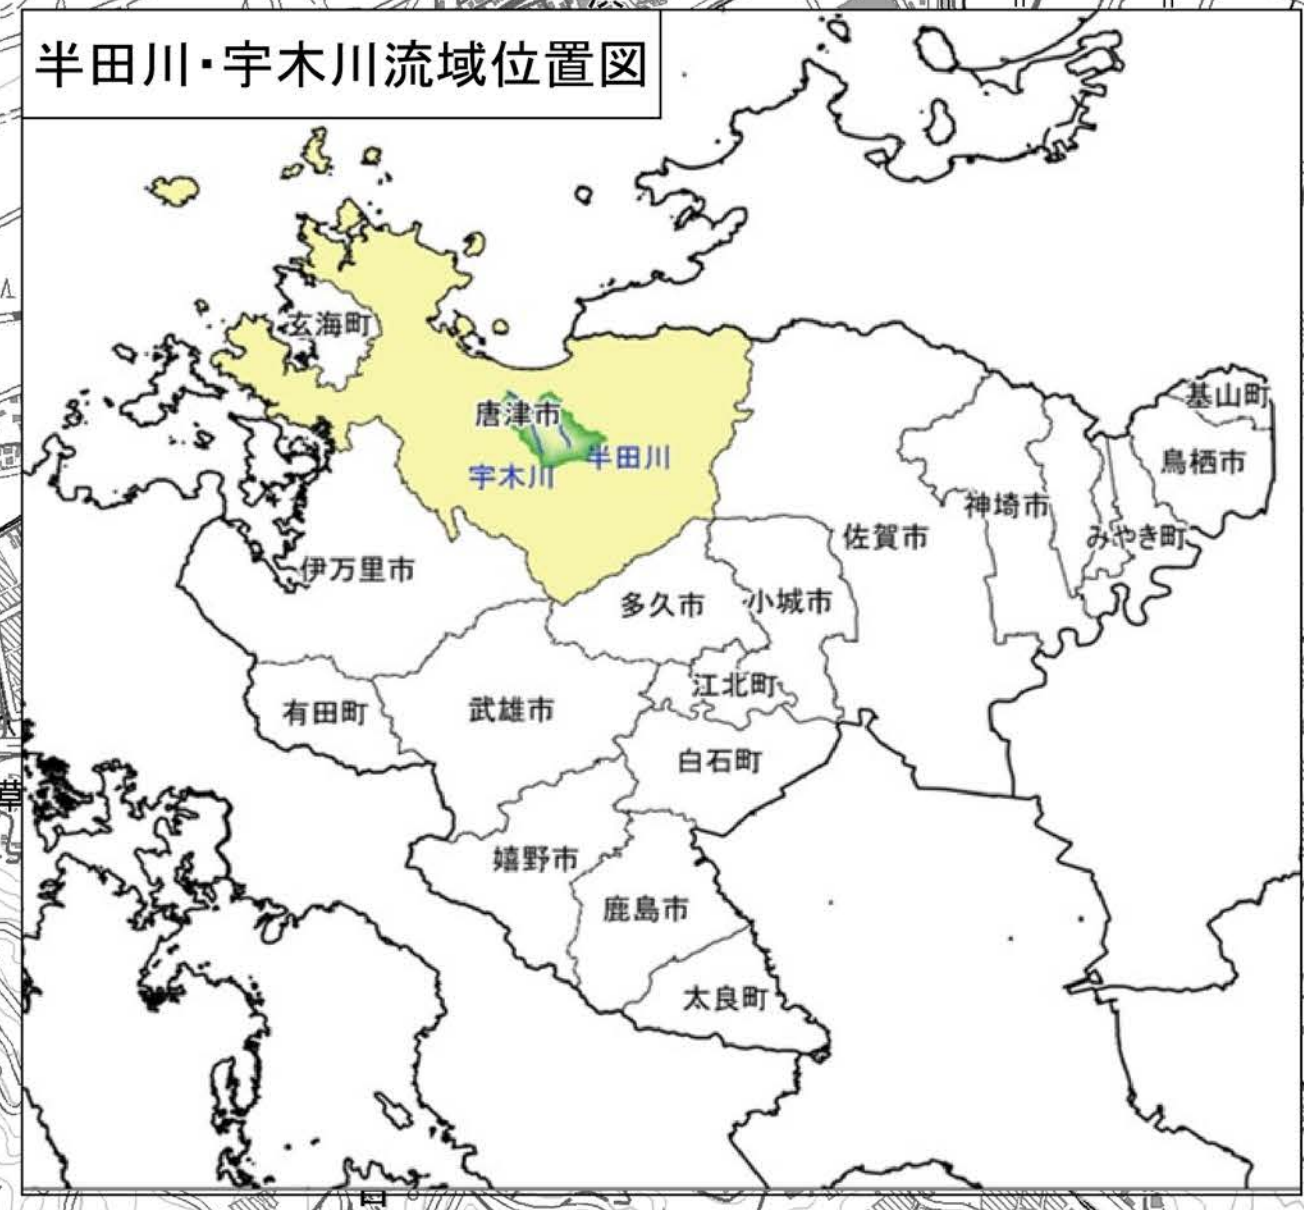 半田川・宇木川流域位置図
玄海町
唐津市
半田川
宇木川
基山町
鳥栖市
神埼市
みやき町
佐賀市
伊万里市
多久市
小城市
江北町
有田町
武雄市
白石町
嬉野市
鹿島市
太良町
草